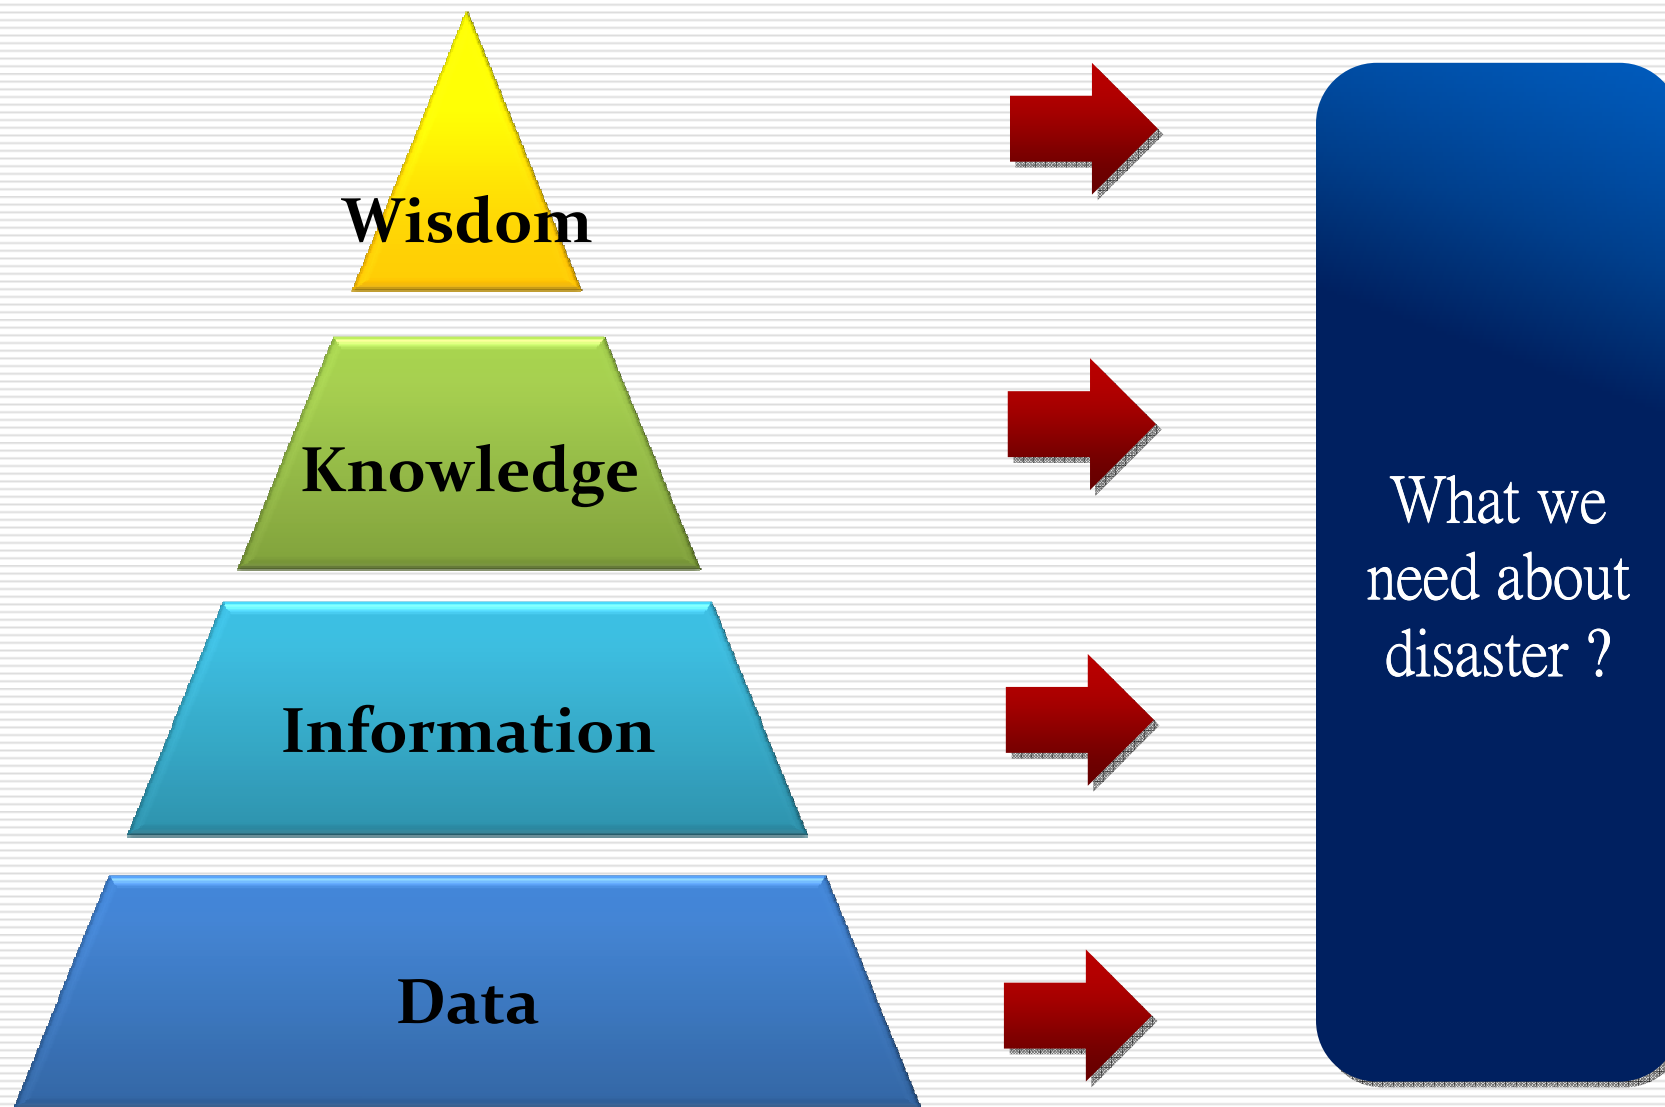 Wisdom
Knowledge
Information
Data
What we
need about
disaster ?